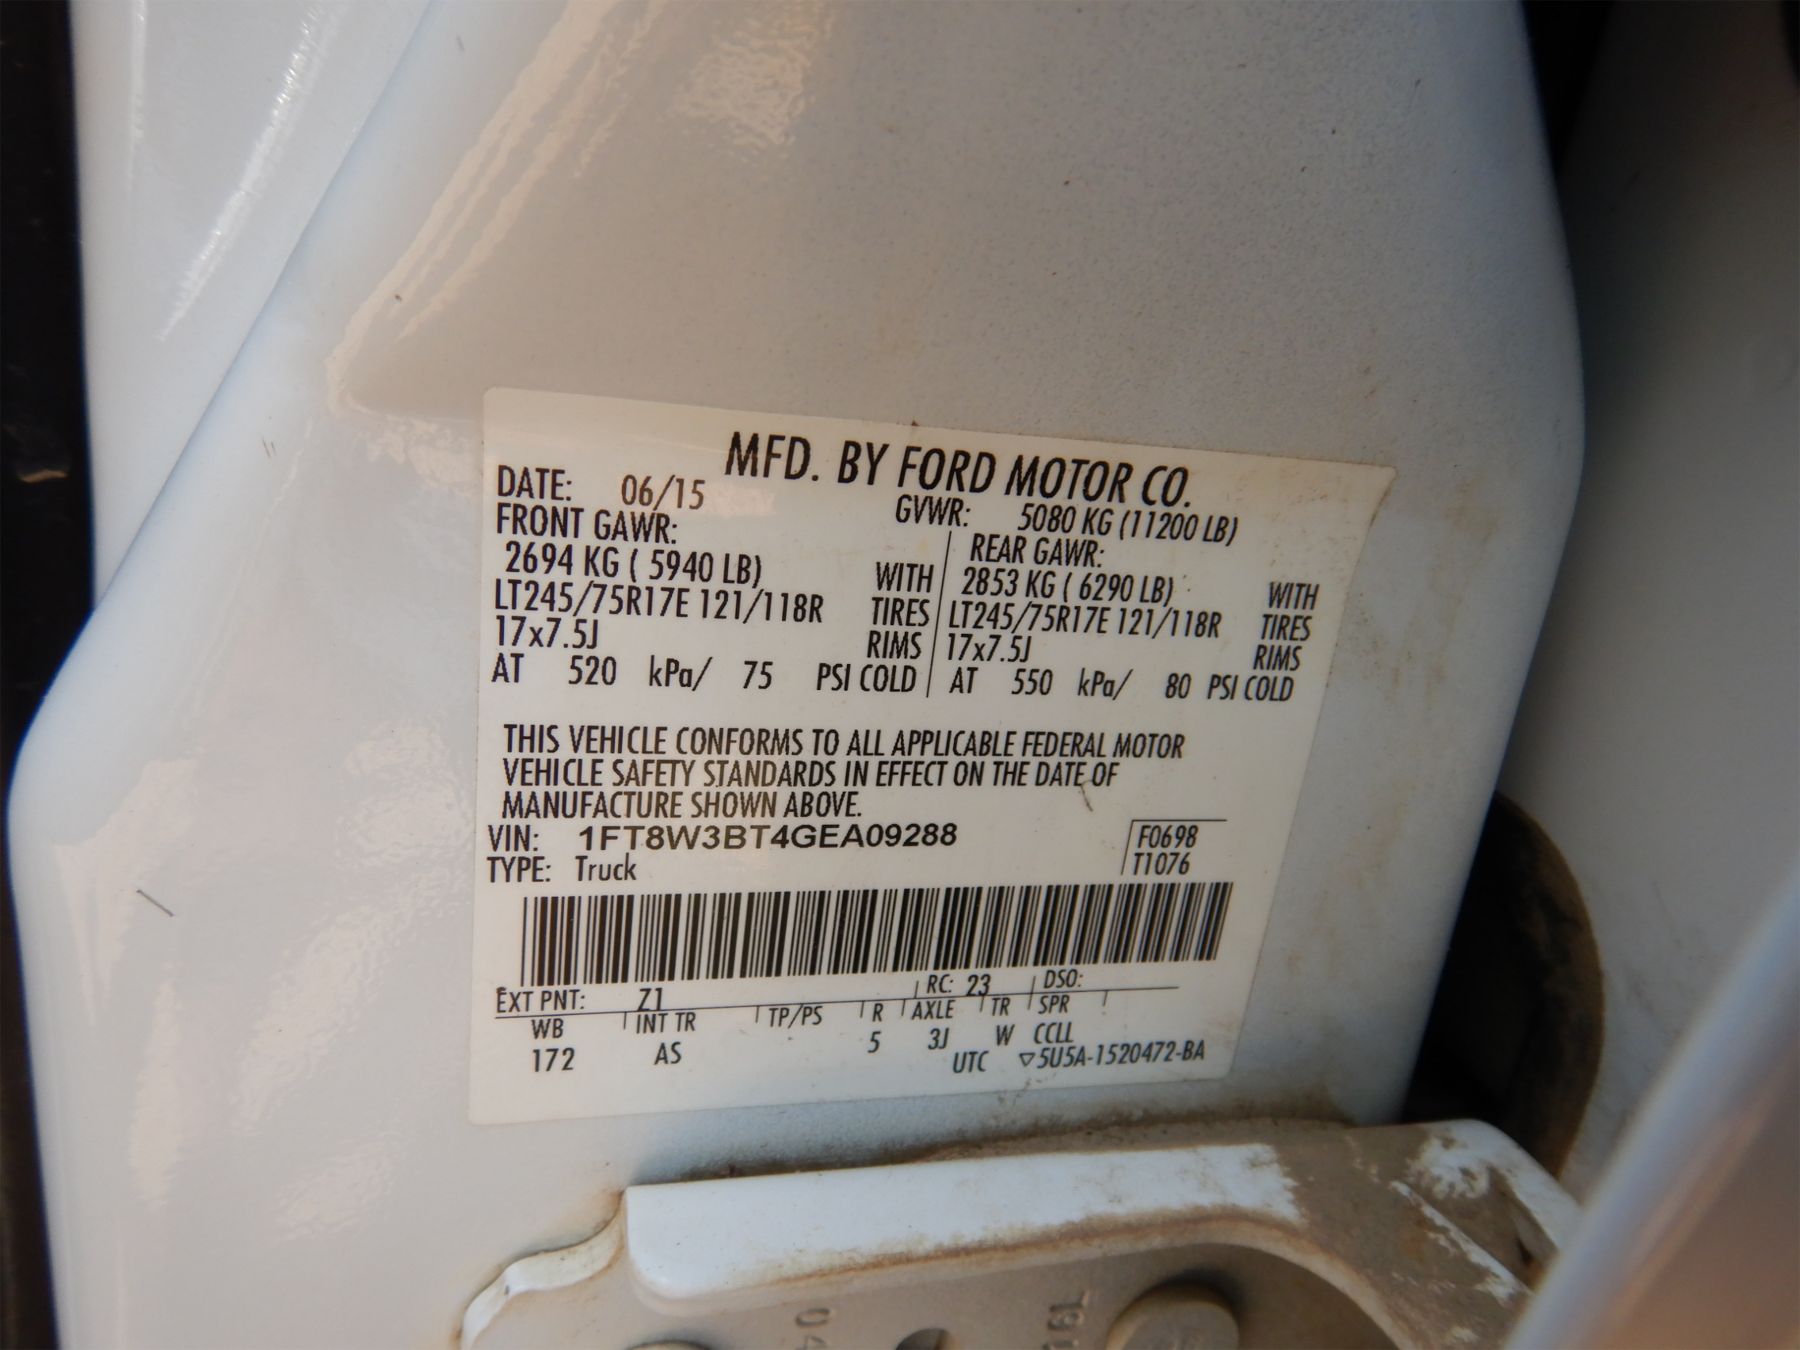 MFD. BY FORD MOTOR CO.
DATE: 06/15 GVWR: 5080 KG (11200 LB)
FRONT GAWR: REAR GAWR:
2694 KG ( 5940 LB) WITH 2853 KG ( 6290 LB) WITH
LT245/75R17E 121/118R TIRES LT245/75R17E 121/118R TIRES
17x7.5J RIMS 17x7.5J RIMS
AT 520 kPa/ 75 PSI COLD AT 550 kPa/ 80 PSI COLD
THIS VEHICLE CONFORMS TO ALL APPLICABLE FEDERAL MOTOR
VEHICLE SAFETY STANDARDS IN EFFECT ON THE DATE OF
MANUFACTURE SHOWN ABOVE.
VIN: 1FT8W3BT4GEA09288 F0698
TYPE: Truck T1076
EXT PNT: Z1 RC: 23 DSO:
WB INT TR TP/PS R AXLE TR SPR
172 AS 5 3J W CCLL
UTC ▽5U5A-1520472-BA
04